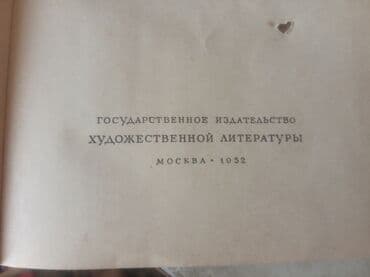 ГОСУДАРСТВЕННОЕ ИЗДАТЕЛЬСТВО
ХУДОЖЕСТВЕННОЙ ЛИТЕРАТУРЫ
МОСКВА • 1952